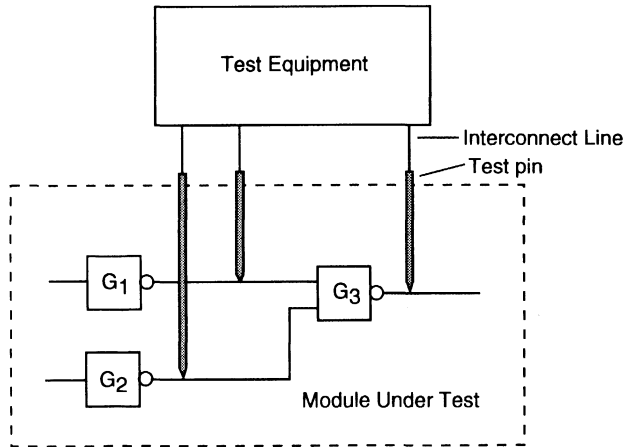 Test Equipment
Interconnect Line
Test pin
G1
G3
G2
Module Under Test